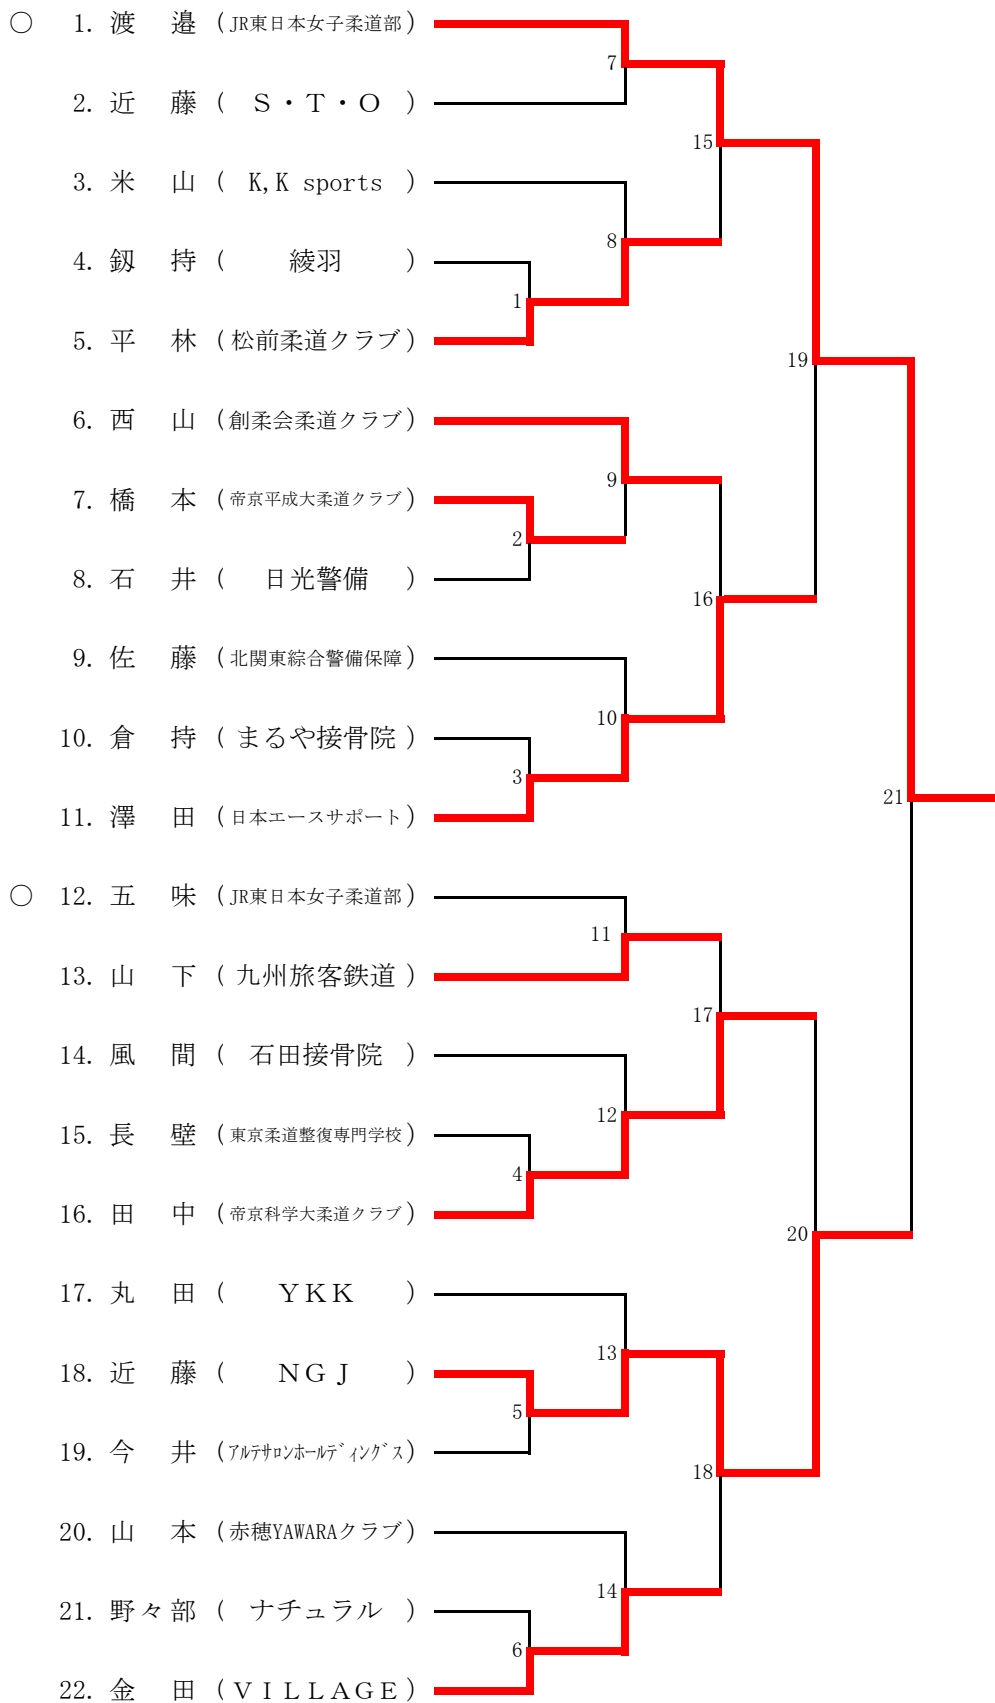 ○ 1. 渡 邉 （JR東日本女子柔道部）
7
2. 近 藤 （ Ｓ・Ｔ・Ｏ ）
15
3. 米 山 （ K,K sports ）
8
4. 釼 持 （ 綾羽 ）
1
5. 平 林 （松前柔道クラブ）
19
6. 西 山 （創柔会柔道クラブ）
9
7. 橋 本 （帝京平成大柔道クラブ）
2
8. 石 井 （ 日光警備 ）
16
9. 佐 藤 （北関東綜合警備保障）
10
10. 倉 持 （まるや接骨院）
3
11. 澤 田 （日本エースサポート）
21
○ 12. 五 味 （JR東日本女子柔道部）
11
13. 山 下 （九州旅客鉄道）
17
14. 風 間 （ 石田接骨院 ）
12
15. 長 壁 （東京柔道整復専門学校）
4
16. 田 中 （帝京科学大柔道クラブ）
20
17. 丸 田 （ ＹＫＫ ）
13
18. 近 藤 （ ＮＧＪ ）
5
19. 今 井 （ｱﾙﾃｻﾛﾝﾎｰﾙﾃﾞｨﾝｸﾞｽ）
18
20. 山 本 （赤穂YAWARAクラブ）
14
21. 野々部 （ ナチュラル ）
6
22. 金 田 （ＶＩＬＬＡＧＥ）